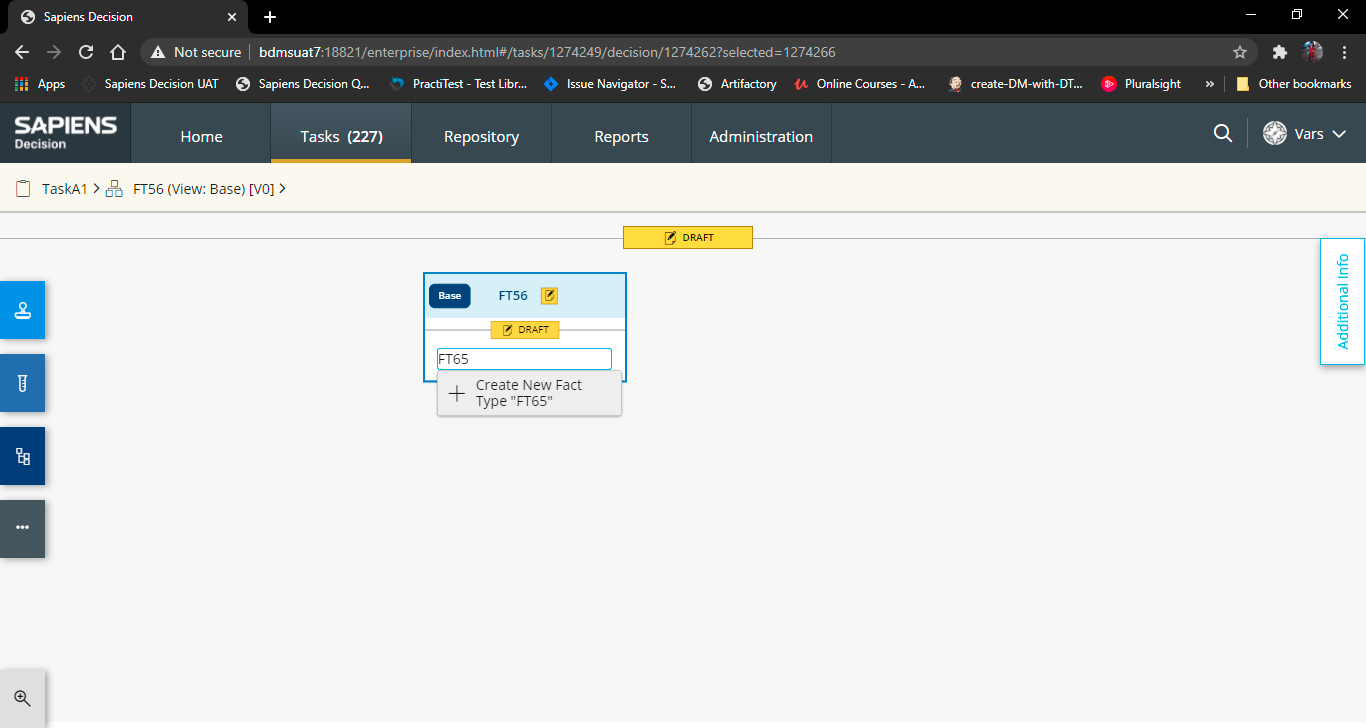 Sapiens Decision
Not secure
bdmsuat7:18821/enterprise/index.html#/tasks/1274249/decision/1274262?selected=1274266
Apps
Sapiens Decision UAT
Sapiens Decision Q...
PractiTest - Test Libr...
Issue Navigator - S...
Artifactory
Online Courses - A...
create-DM-with-DT...
Pluralsight
»
Other bookmarks
SAPIENS
Decision
Home
Tasks (227)
Repository
Reports
Administration
Vars
TaskA1 > FT56 (View: Base) [V0] >
DRAFT
Additional Info
Base
FT56
DRAFT
FT65
Create New Fact
Type "FT65"